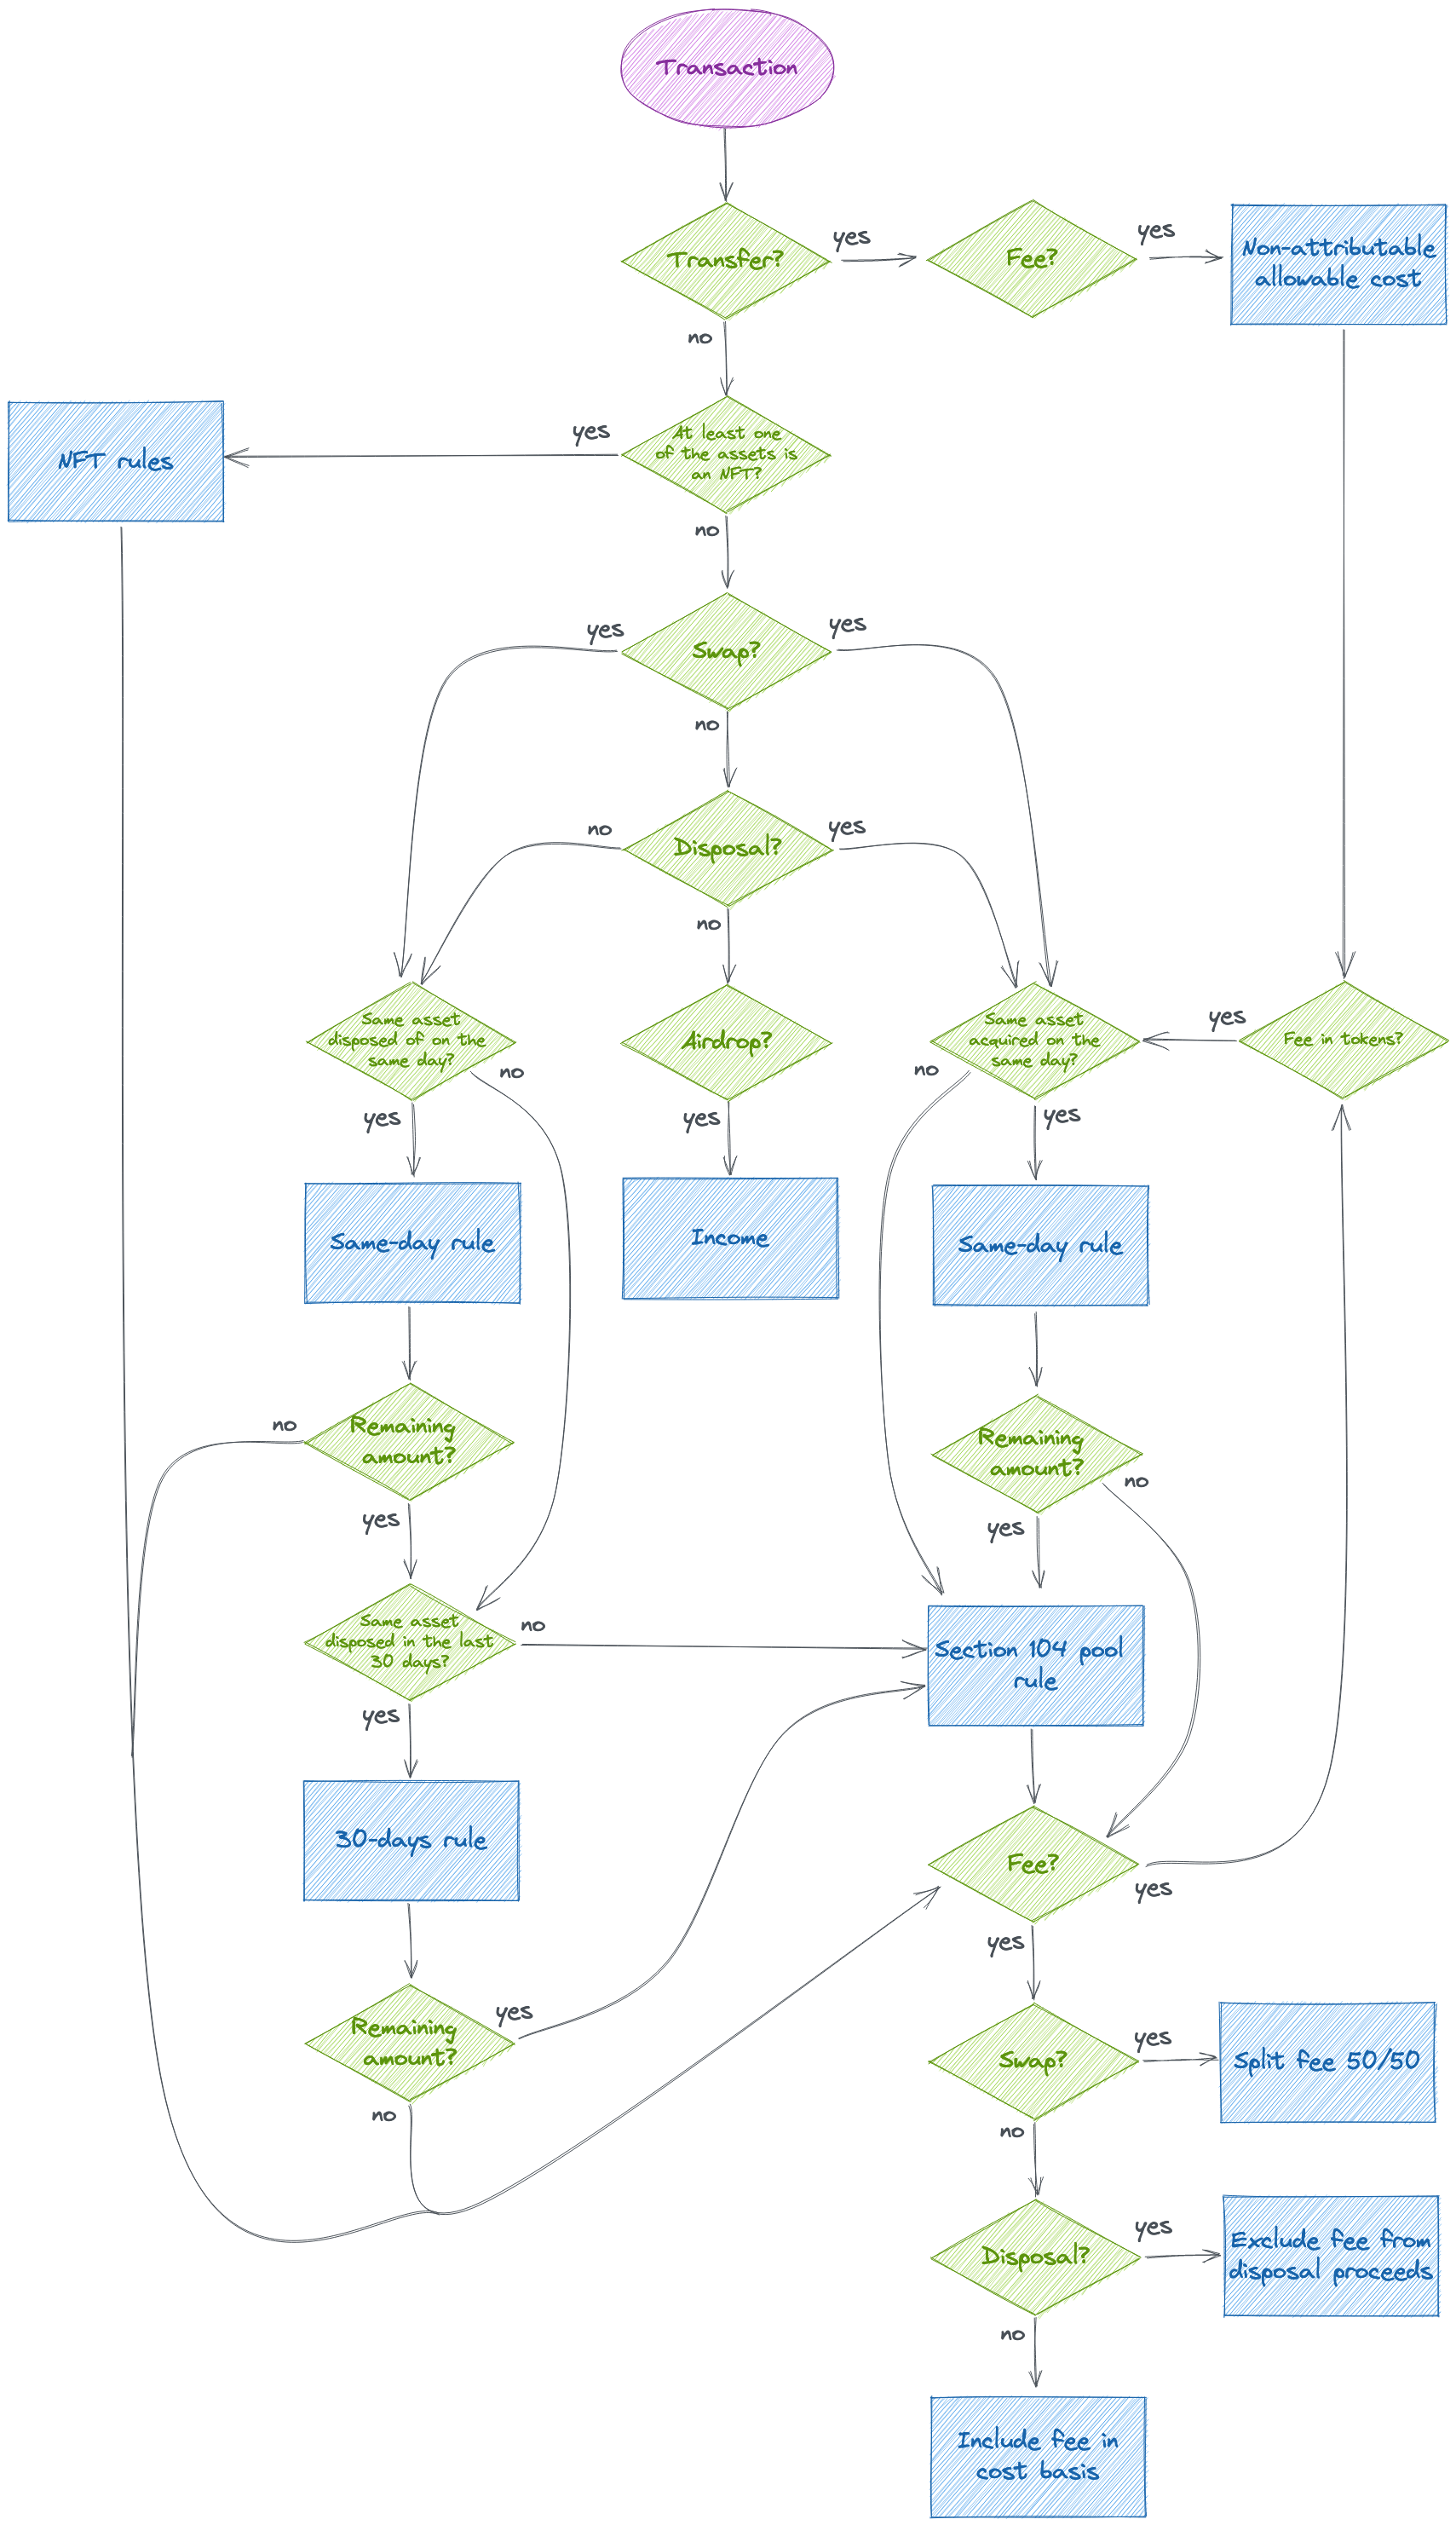 Transaction
Transfer?
yes
Fee?
yes
Non-attributable
allowable cost
no
NFT rules
yes
At least one
of the assets is
an NFT?
no
yes
Swap?
yes
no
no
Disposal?
yes
no
Same asset
disposed of on the
same day?
no
Airdrop?
Same asset
acquired on the
same day?
no
yes
Fee in tokens?
yes
yes
yes
Same-day rule
Income
Same-day rule
no
Remaining
amount?
Remaining
amount?
no
yes
yes
Same asset
disposed in the last
30 days?
no
Section 104 pool
rule
yes
30-days rule
Fee?
yes
yes
Remaining
amount?
yes
no
Swap?
yes
Split fee 50/50
no
Disposal?
yes
Exclude fee from
disposal proceeds
no
Include fee in
cost basis